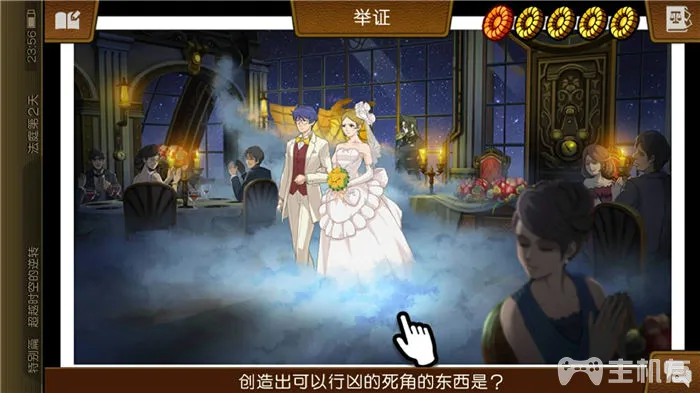 举证
23:56
法庭第2天
特别篇 超越时空的逆转
创造出可以行凶的死角的东西是？
主机友